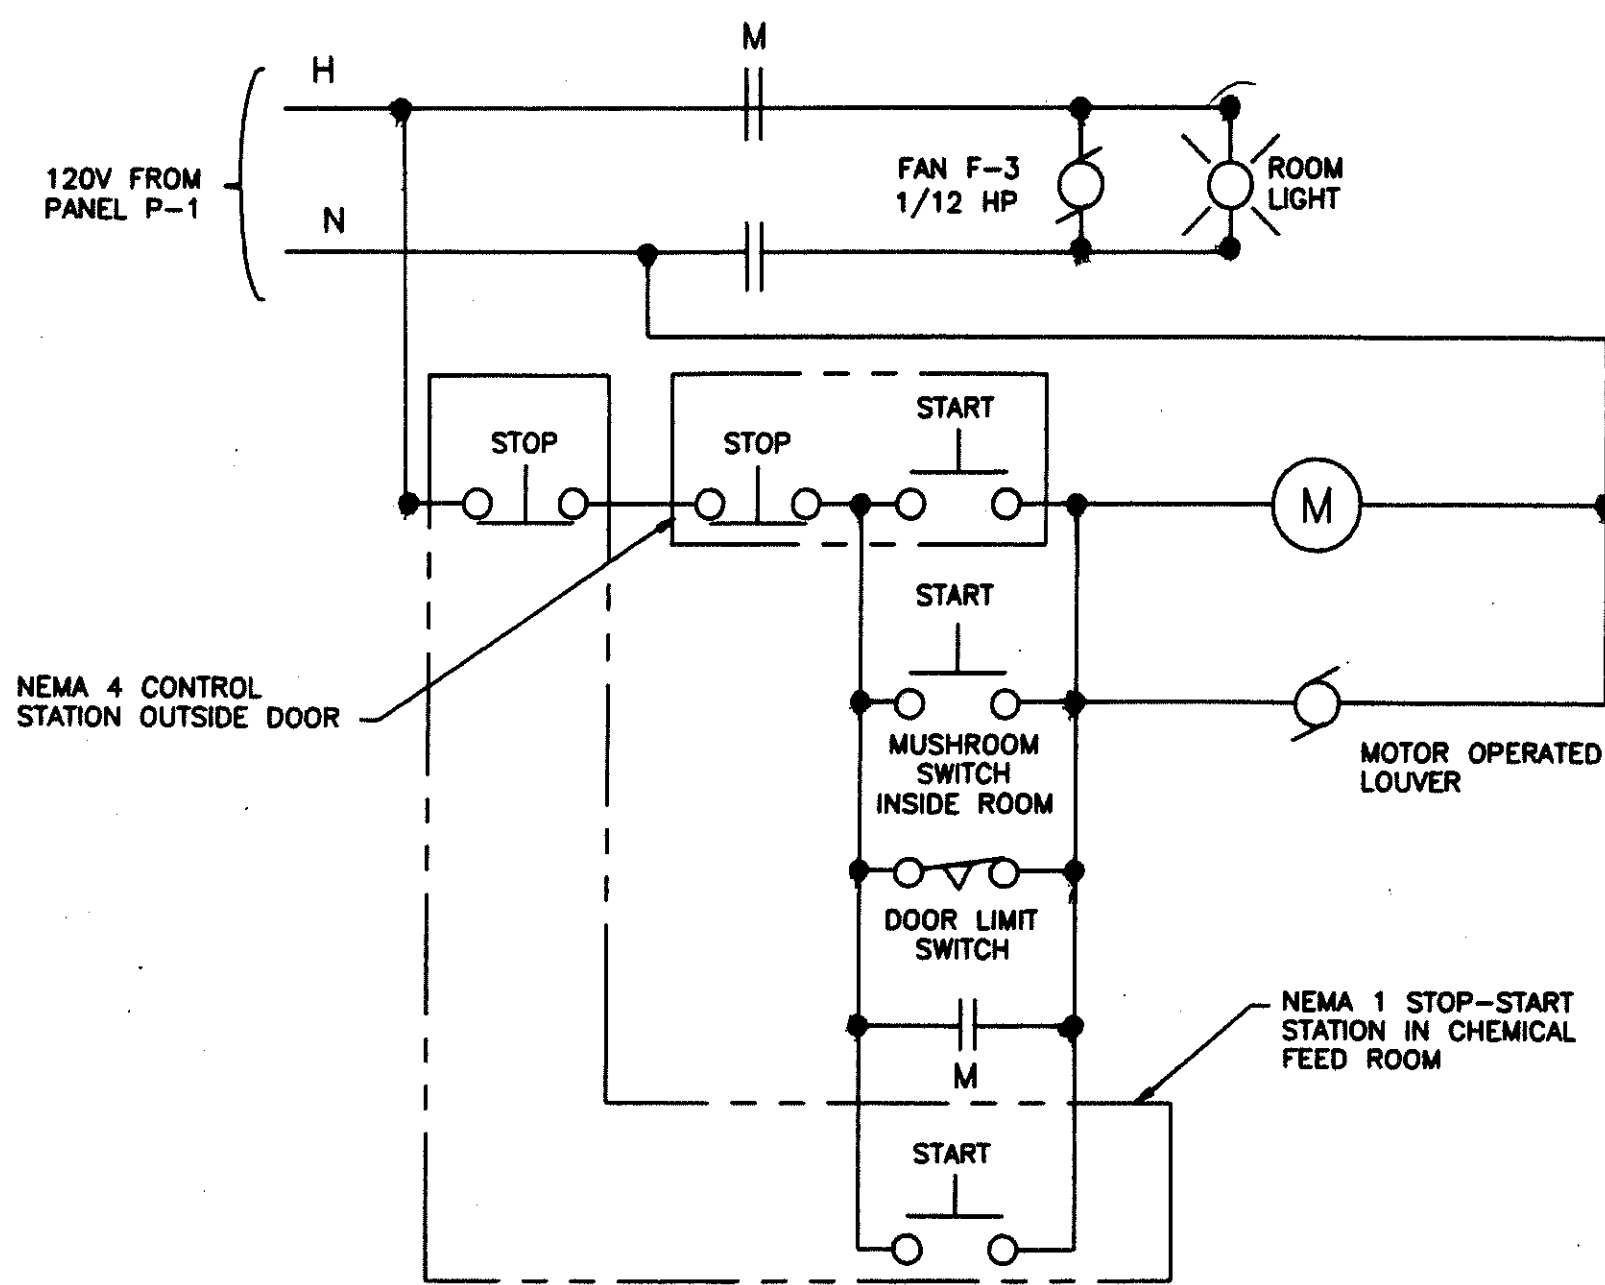 M
H
120V FROM
PANEL P-1
N
FAN F-3
1/12 HP
ROOM
LIGHT
STOP
STOP
START
M
START
NEMA 4 CONTROL
STATION OUTSIDE DOOR
MUSHROOM
SWITCH
INSIDE ROOM
MOTOR OPERATED
LOUVER
DOOR LIMIT
SWITCH
M
NEMA 1 STOP-START
STATION IN CHEMICAL
FEED ROOM
START